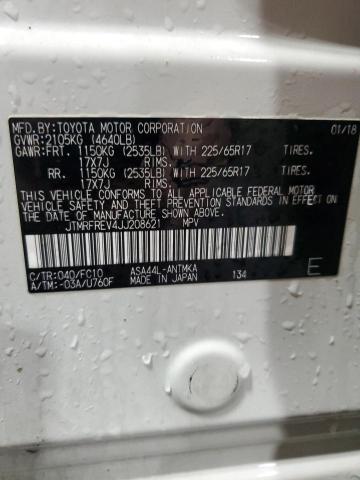 MFD.BY:TOYOTA MOTOR CORPORATION 01/18
GVWR:2105KG (4640LB)
GAWR:FRT. 1150KG (2535LB) WITH 225/65R17 TIRES.
17X7J RIMS.
RR. 1150KG (2535LB) WITH 225/65R17 TIRES.
17X7J RIMS.
THIS VEHICLE CONFORMS TO ALL APPLICABLE FEDERAL MOTOR
VEHICLE SAFETY, BUMPER, AND THEFT PREVENTION STANDARDS IN
EFFECT ON THE DATE OF MANUFACTURE SHOWN ABOVE.
JTMRFREV4JJ208621 MPV
C/TR:040/FC10 ASA44L-ANTMKA 134 E
A/TM:-03A/U760F MADE IN JAPAN